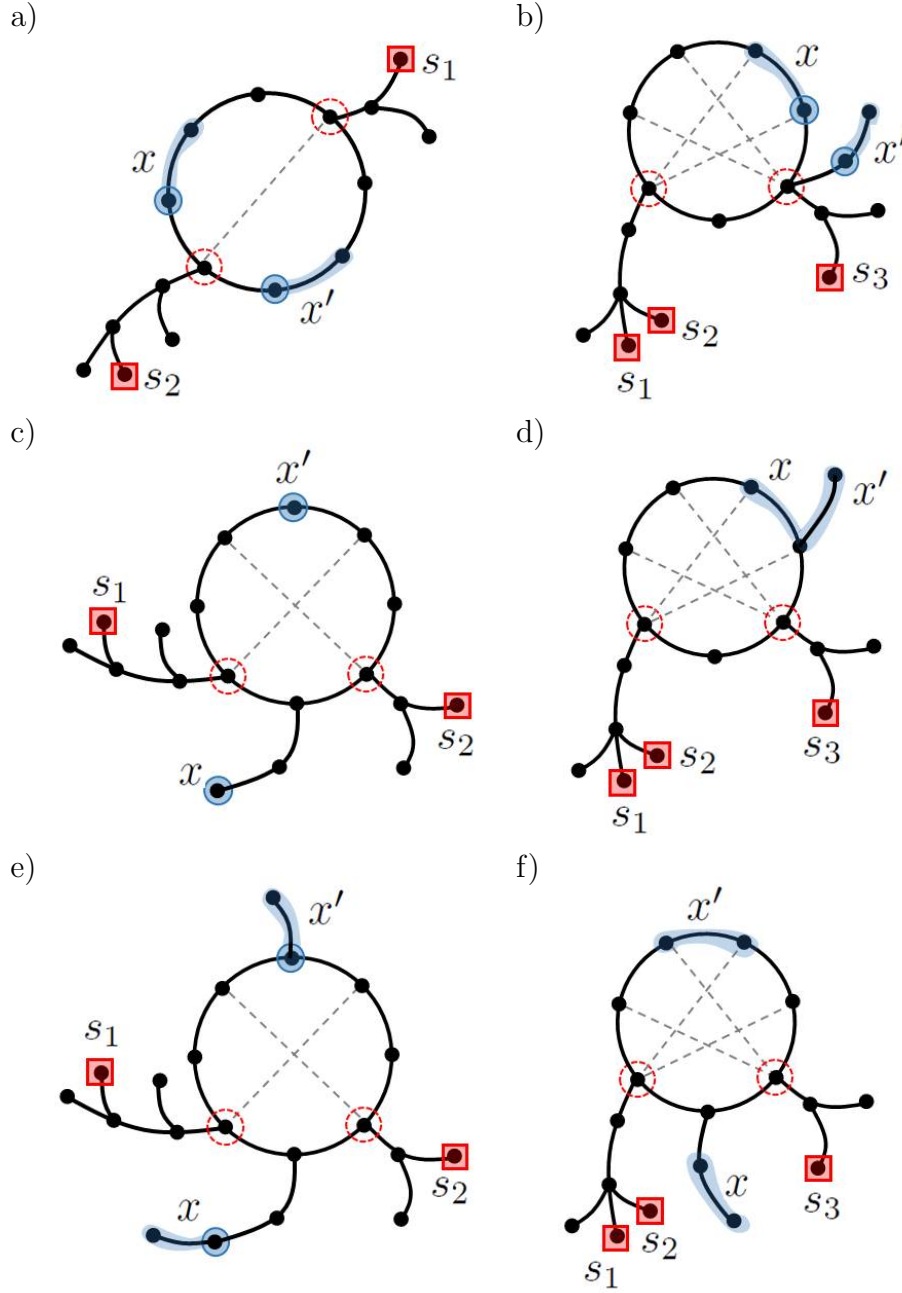 a)
s₁
x
x′
s₂
b)
x
x′
s₃
s₂
s₁
c)
x′
s₁
s₂
x
d)
x
x′
s₃
s₂
s₁
e)
x′
s₁
s₂
x
f)
x′
x
s₃
s₂
s₁